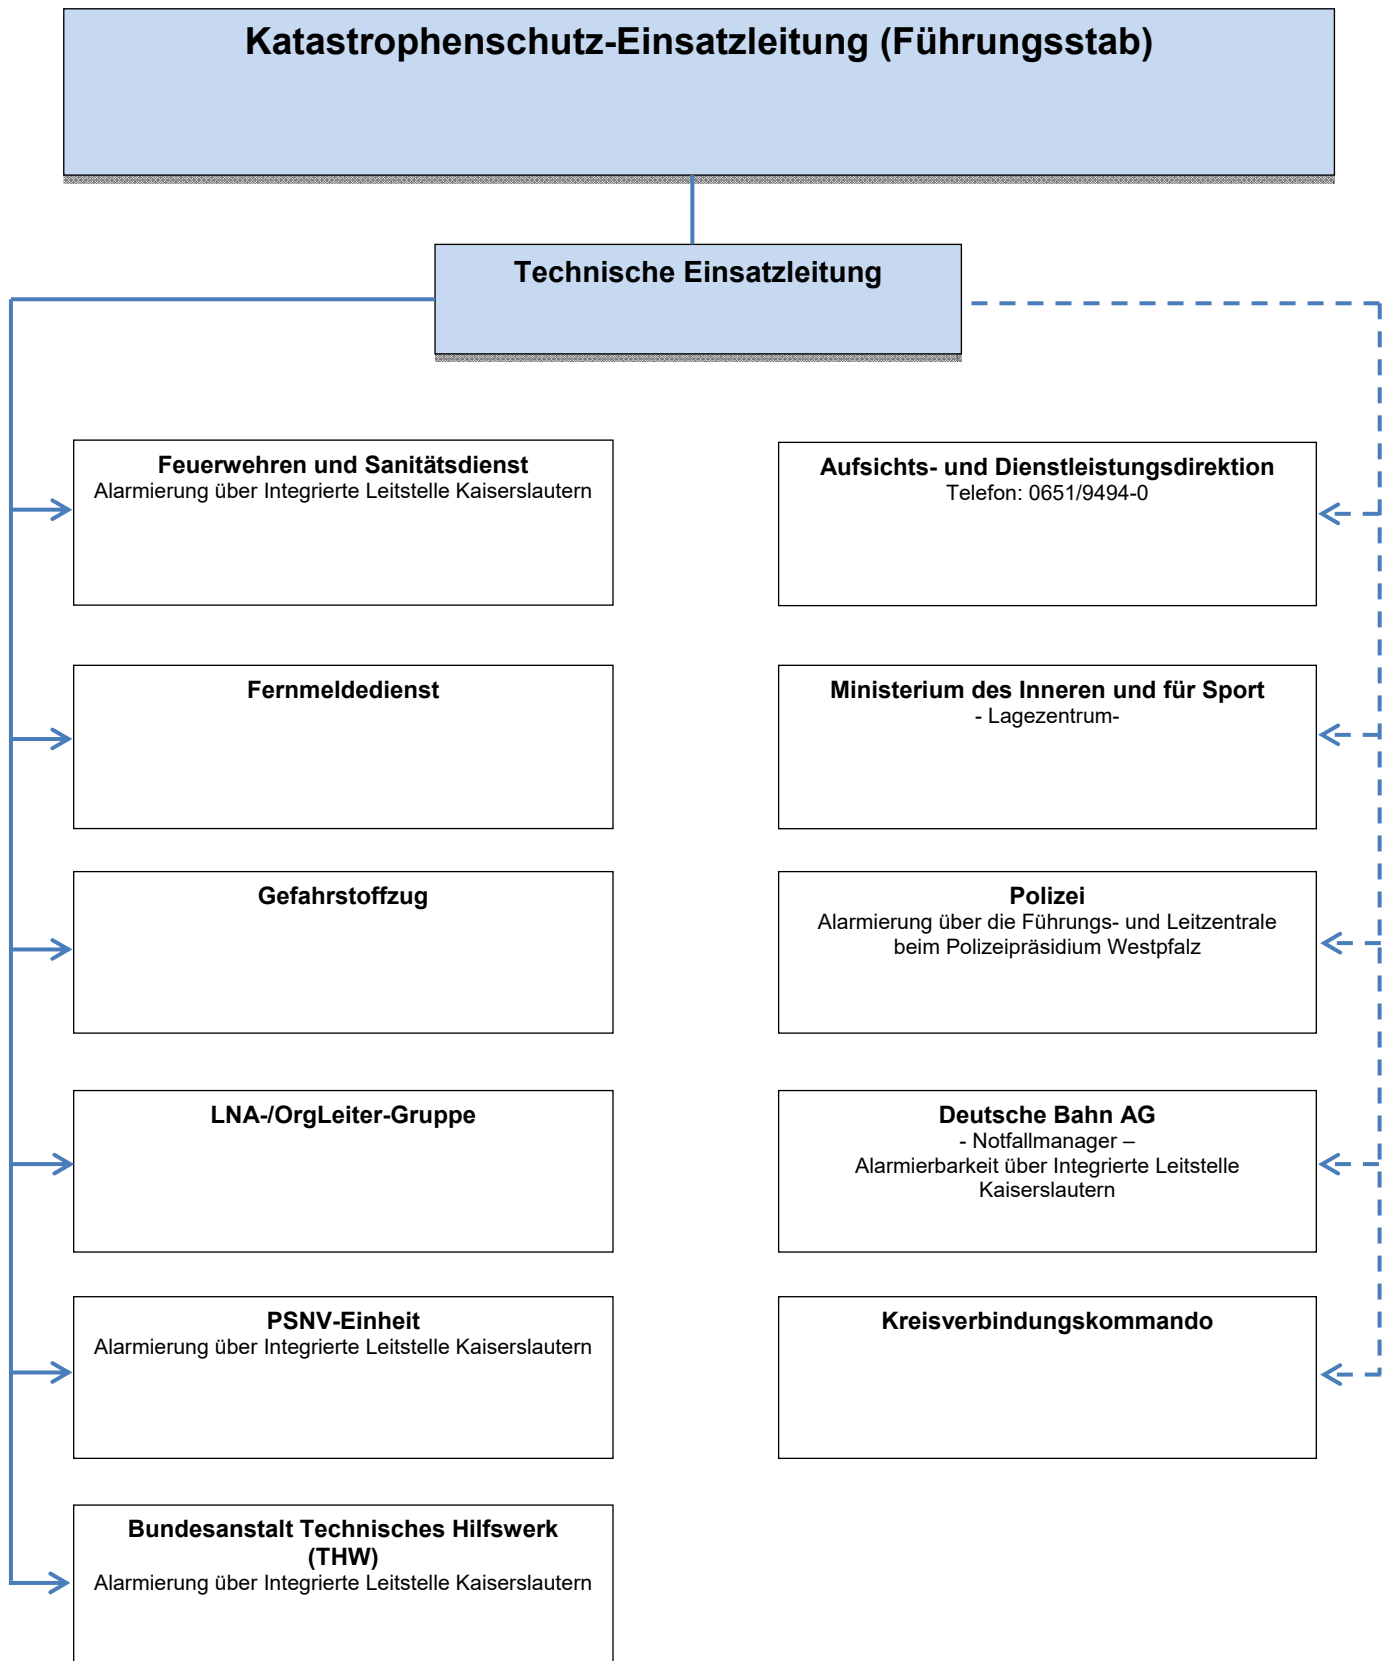 Katastrophenschutz-Einsatzleitung (Führungsstab)
Technische Einsatzleitung
Feuerwehren und Sanitätsdienst
Alarmierung über Integrierte Leitstelle Kaiserslautern
Aufsichts- und Dienstleistungsdirektion
Telefon: 0651/9494-0
Fernmeldedienst
Ministerium des Inneren und für Sport
- Lagezentrum-
Gefahrstoffzug
Polizei
Alarmierung über die Führungs- und Leitzentrale
beim Polizeipräsidium Westpfalz
LNA-/OrgLeiter-Gruppe
Deutsche Bahn AG
- Notfallmanager –
Alarmierbarkeit über Integrierte Leitstelle
Kaiserslautern
PSNV-Einheit
Alarmierung über Integrierte Leitstelle Kaiserslautern
Kreisverbindungskommando
Bundesanstalt Technisches Hilfswerk
(THW)
Alarmierung über Integrierte Leitstelle Kaiserslautern